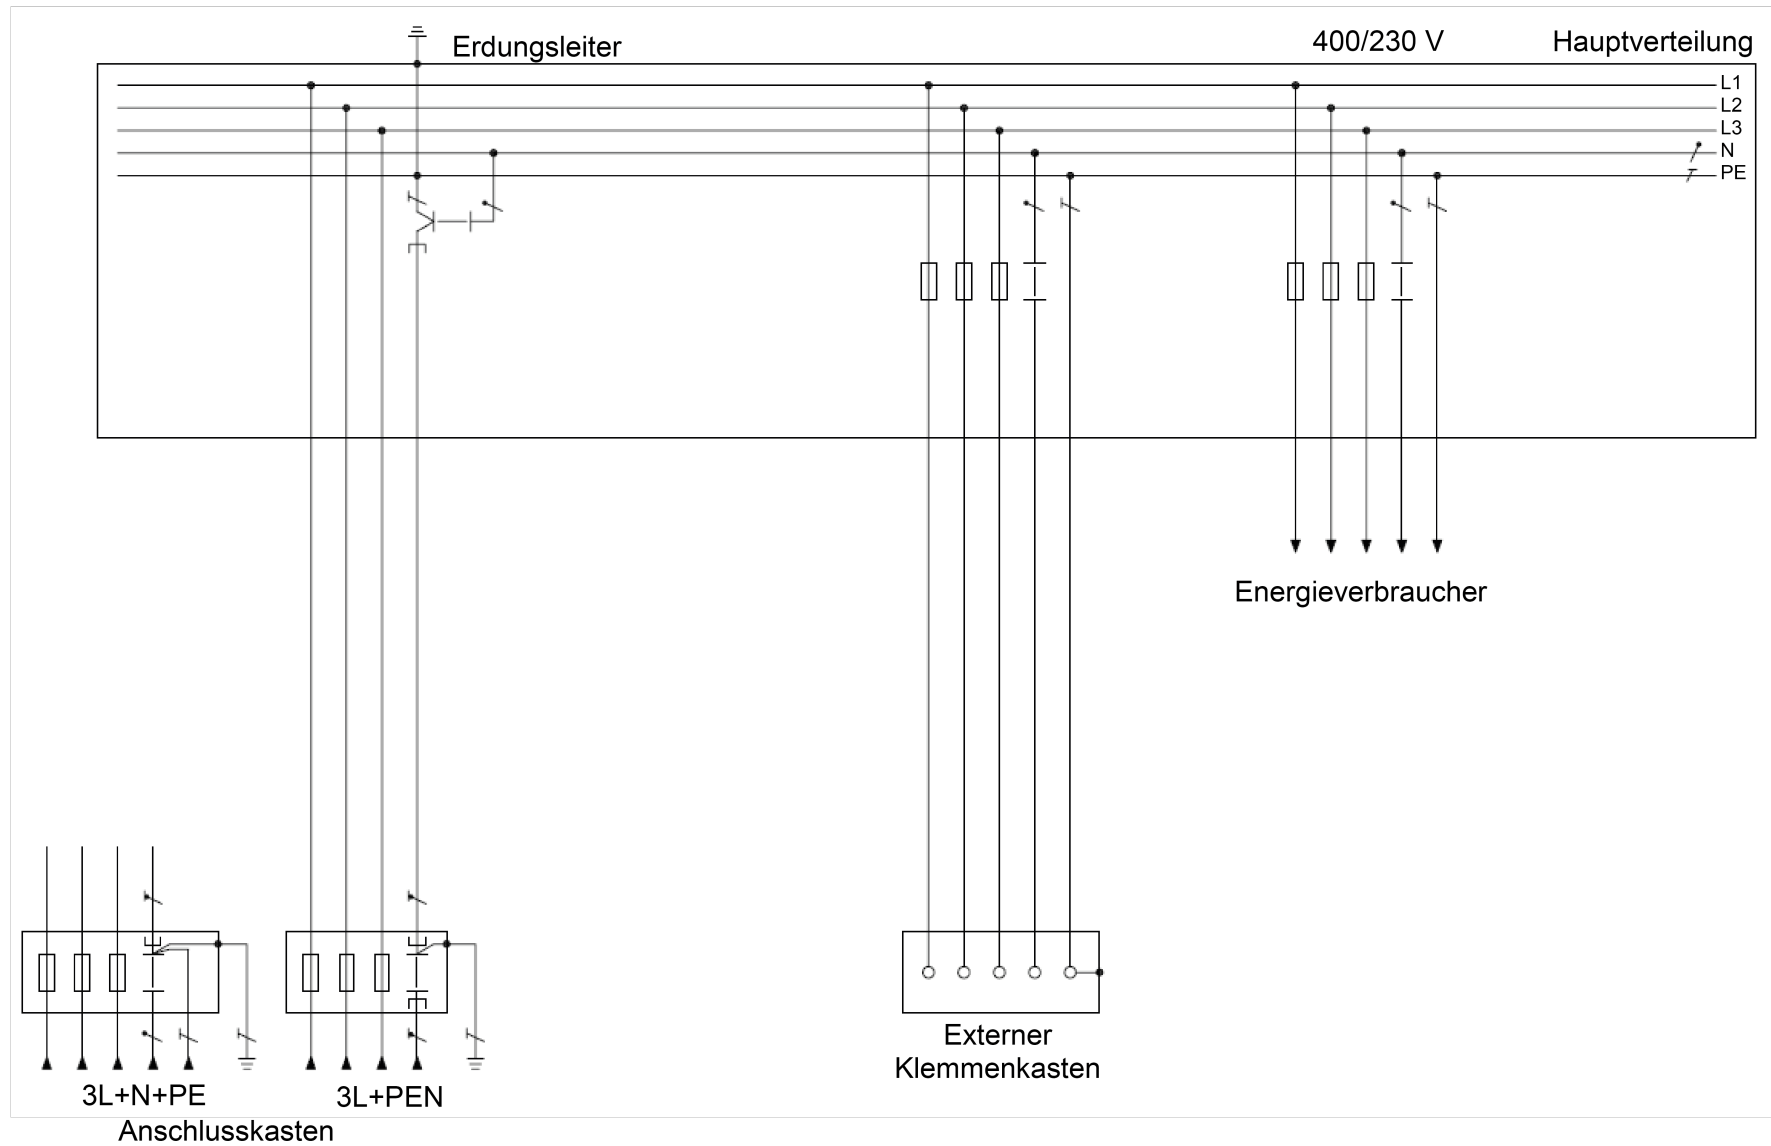 Erdungsleiter
400/230 V
Hauptverteilung
L1
L2
L3
N
PE
Energieverbraucher
Externer
Klemmenkasten
3L+N+PE
3L+PEN
Anschlusskasten